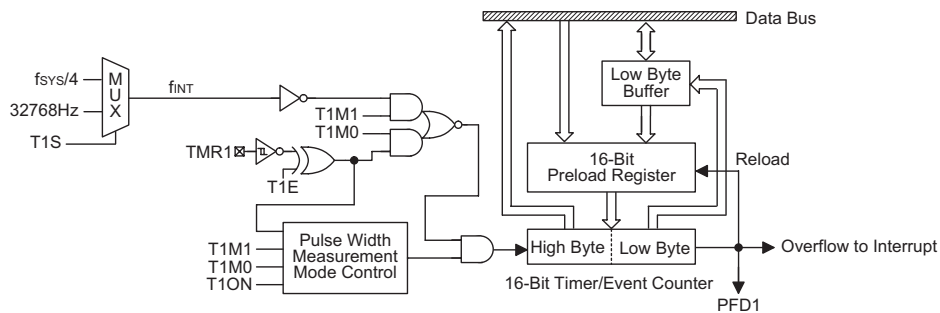 Data Bus
fSYS/4
32768Hz
T1S
MUX
fINT
T1M1
T1M0
TMR1
T1E
Low Byte
Buffer
16-Bit
Preload Register
Reload
T1M1
T1M0
T1ON
Pulse Width
Measurement
Mode Control
High Byte
Low Byte
Overflow to Interrupt
16-Bit Timer/Event Counter
PFD1